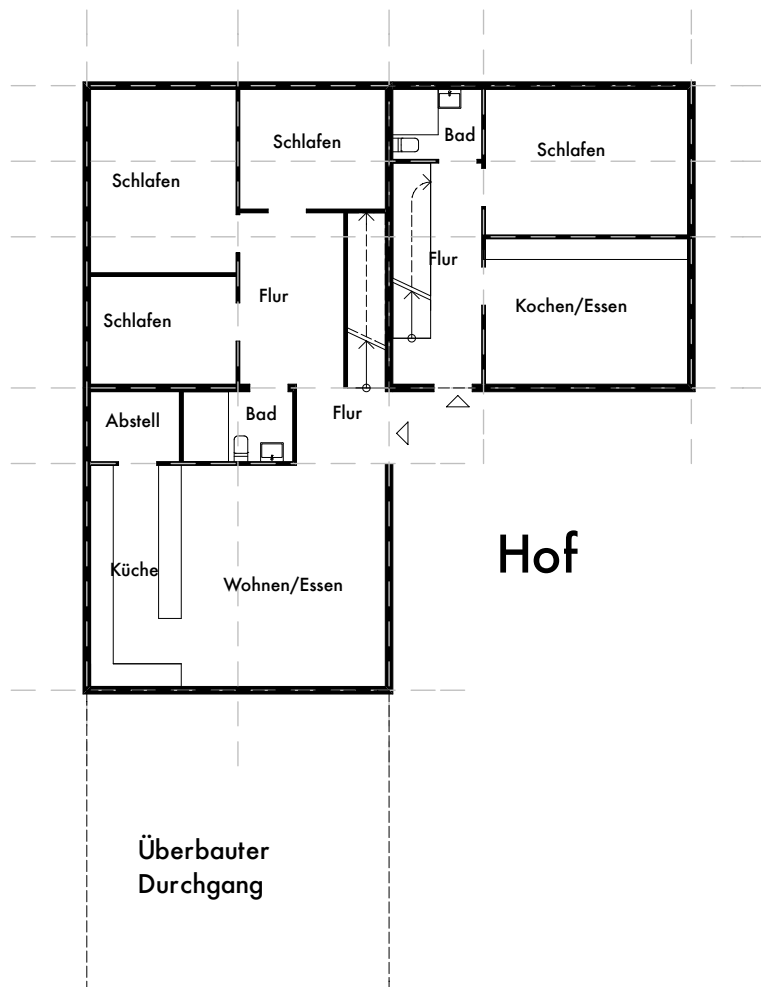 Schlafen
Bad
Schlafen
Schlafen
Flur
Flur
Kochen/Essen
Schlafen
Abstell
Bad
Flur
Hof
Küche
Wohnen/Essen
Überbauter
Durchgang